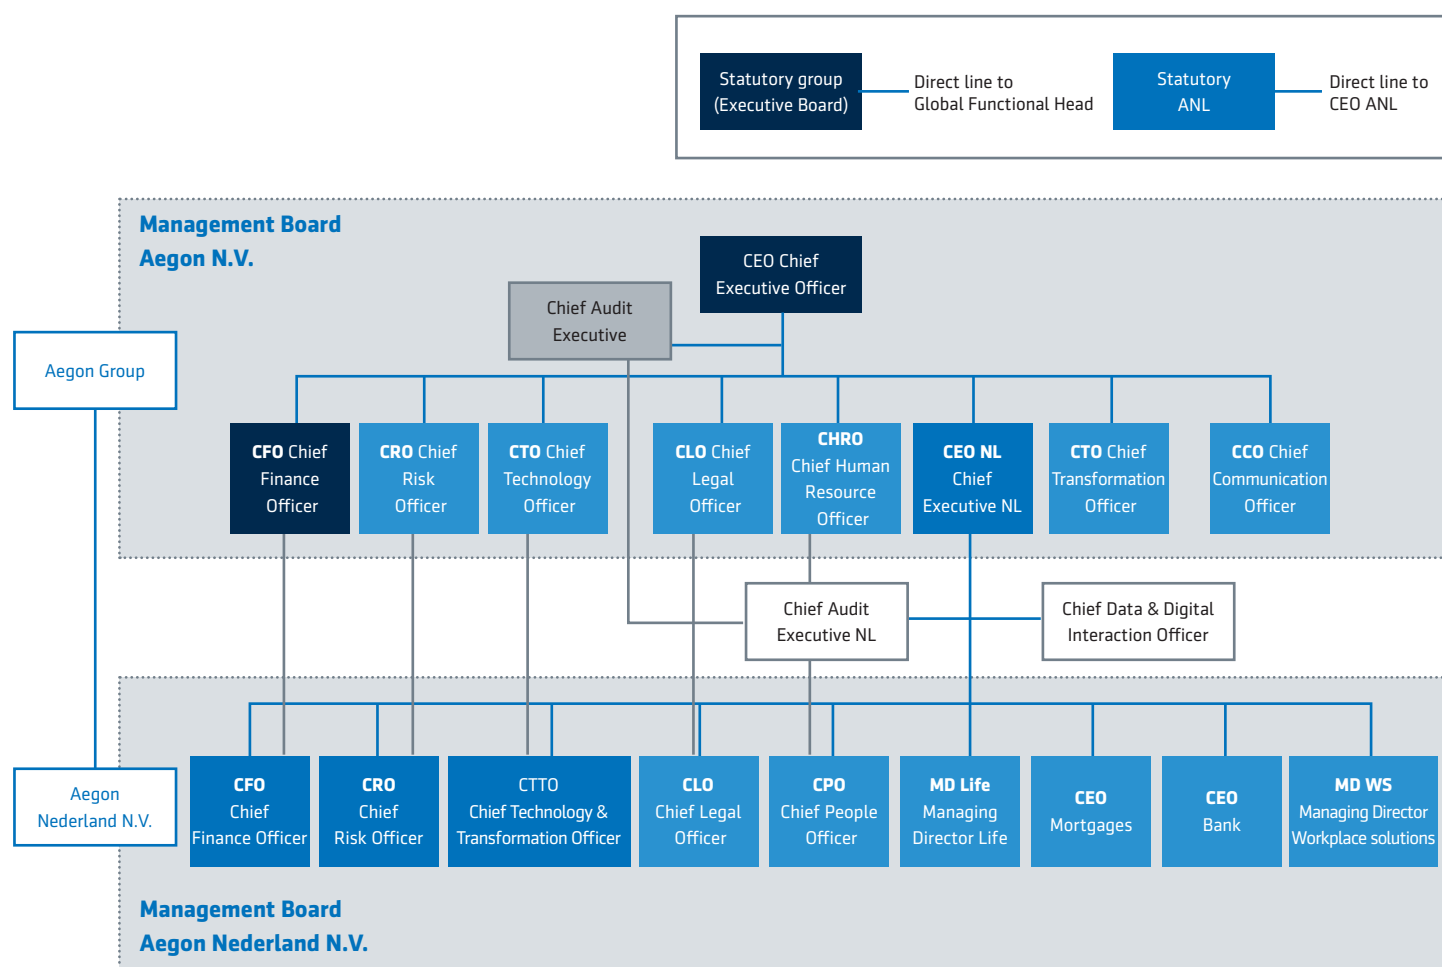 Statutory group
(Executive Board)
Direct line to
Global Functional Head
Statutory
ANL
Direct line to
CEO ANL
Management Board
Aegon N.V.
CEO Chief
Executive Officer
Chief Audit
Executive
Aegon Group
CFO Chief
Finance
Officer
CRO Chief
Risk
Officer
CTO Chief
Technology
Officer
CLO Chief
Legal
Officer
CHRO
Chief Human
Resource
Officer
CEO NL
Chief
Executive NL
CTO Chief
Transformation
Officer
CCO Chief
Communication
Officer
Chief Audit
Executive NL
Chief Data & Digital
Interaction Officer
Aegon
Nederland N.V.
CFO
Chief
Finance Officer
CRO
Chief
Risk Officer
CTTO
Chief Technology &
Transformation Officer
CLO
Chief Legal
Officer
CPO
Chief People
Officer
MD Life
Managing
Director Life
CEO
Mortgages
CEO
Bank
MD WS
Managing Director
Workplace solutions
Management Board
Aegon Nederland N.V.